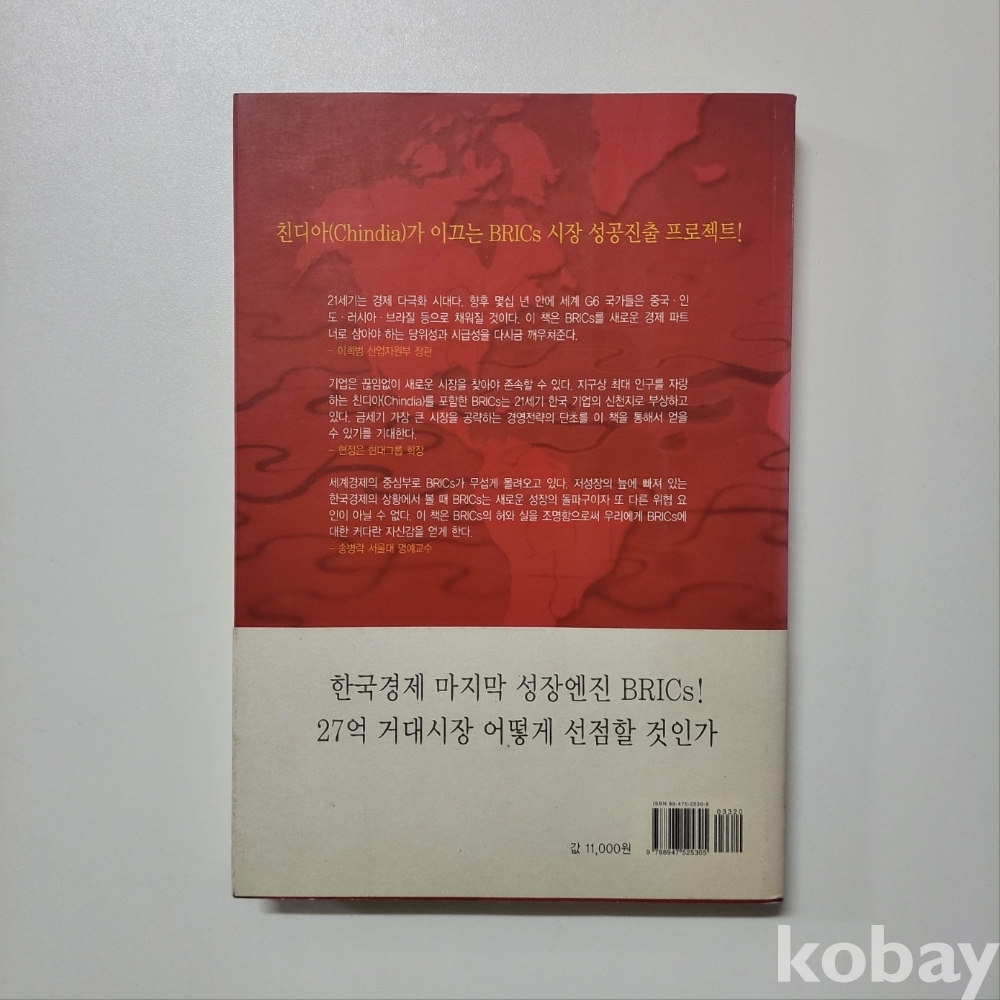 친디아(Chindia)가 이끄는 BRICs 시장 성공진출 프로젝트!
21세기는 경제 다극화 시대다. 향후 몇십 년 안에 세계 G6 국가들은 중국·인
도·러시아·브라질 등으로 채워질 것이다. 이 책은 BRICs를 새로운 경제 파트
너로 삼아야 하는 당위성과 시급성을 다시금 깨우쳐준다.
- 이희범 산업자원부 장관
기업은 끊임없이 새로운 시장을 찾아야 존속할 수 있다. 지구상 최대 인구를 자랑
하는 친디아(Chindia)를 포함한 BRICs는 21세기 한국 기업의 신천지로 부상하고
있다. 금세기 가장 큰 시장을 공략하는 경영전략의 단초를 이 책을 통해서 얻을
수 있기를 기대한다.
- 현정은 현대그룹 회장
세계경제의 중심부로 BRICs가 무섭게 몰려오고 있다. 저성장의 늪에 빠져 있는
한국경제의 상황에서 볼 때 BRICs는 새로운 성장의 돌파구이자 또 다른 위협 요
인이 아닐 수 없다. 이 책은 BRICs의 허와 실을 조명함으로써 우리에게 BRICs에
대한 커다란 자신감을 얻게 한다.
- 송병락 서울대 명예교수
한국경제 마지막 성장엔진 BRICs!
27억 거대시장 어떻게 선점할 것인가
ISBN 89-475-2530-8
03320
값 11,000원
9 788947 525305
kobay